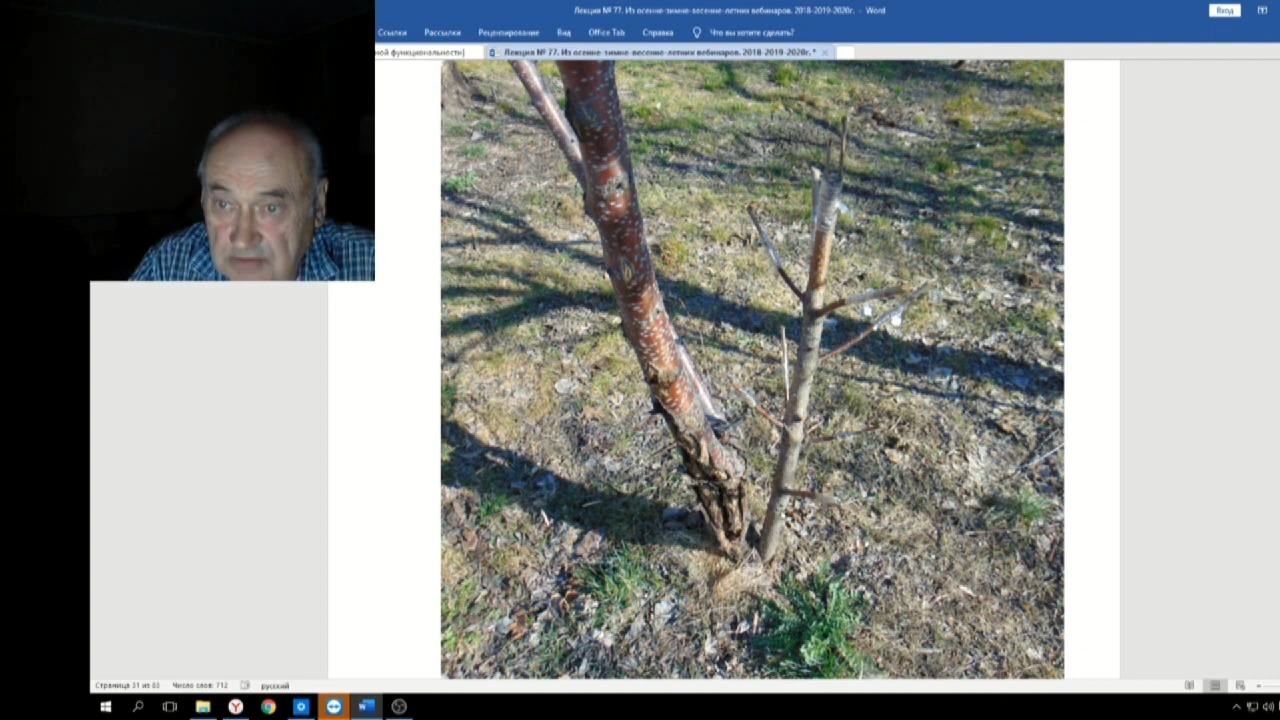 Лекция № 77. Из осенне-зимне-весенне-летних вебинаров. 2018-2019-2020г. - Word
Вход
Ссылки Рассылки Рецензирование Вид Office Tab Справка Что вы хотите сделать?
ной функциональности] Лекция № 77. Из осенне-зимне-весенне-летних вебинаров. 2018-2019-2020г. *
Страница 31 из 83 Число слов: 712 русский